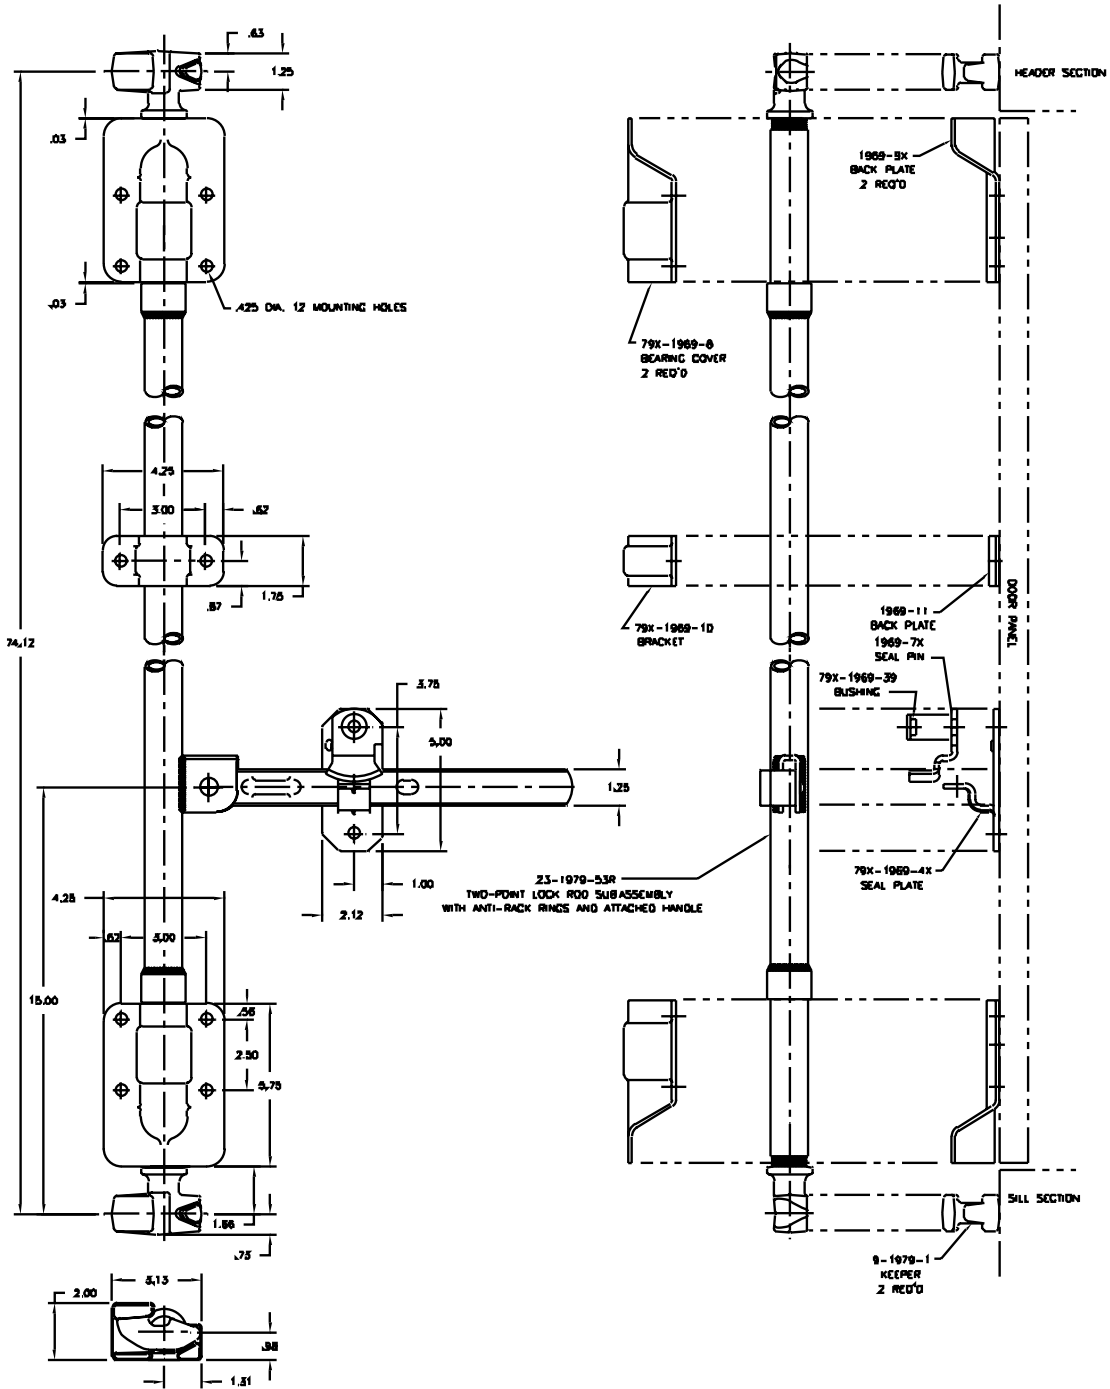 .63
1.25
HEADER SECTION
.03
1969-9X
BACK PLATE
2 REQ'D
.03
.425 DIA. 12 MOUNTING HOLES
79X-1969-8
BEARING COVER
2 REQ'D
4.25
3.00
.62
1.75
.87
DOOR PANEL
1969-11
BACK PLATE
79X-1969-10
BRACKET
74.12
1969-7X
SEAL PIN
79X-1969-39
BUSHING
3.75
5.00
1.25
23-1979-53R
TWO-POINT LOCK ROD SUBASSEMBLY
WITH ANTI-RACK RINGS AND ATTACHED HANDLE
79X-1969-4X
SEAL PLATE
1.00
2.12
4.25
.62
3.00
15.00
.56
2.50
5.75
SILL SECTION
.73
9-1979-1
KEEPER
2 REQ'D
2.00
3.13
1.31